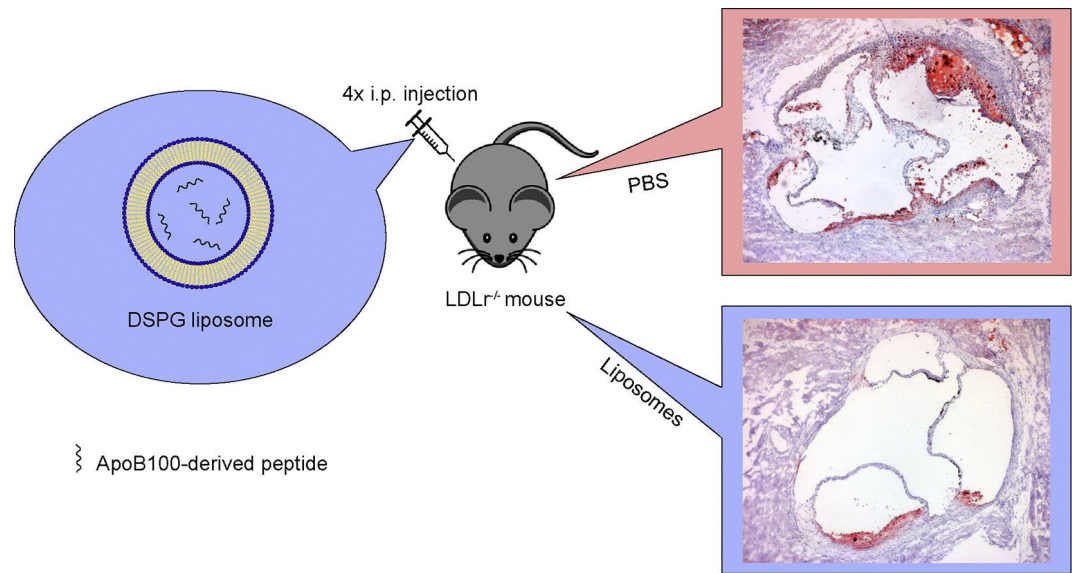 4x i.p. injection
PBS
DSPG liposome
LDLr-/- mouse
Liposomes
ApoB100-derived peptide